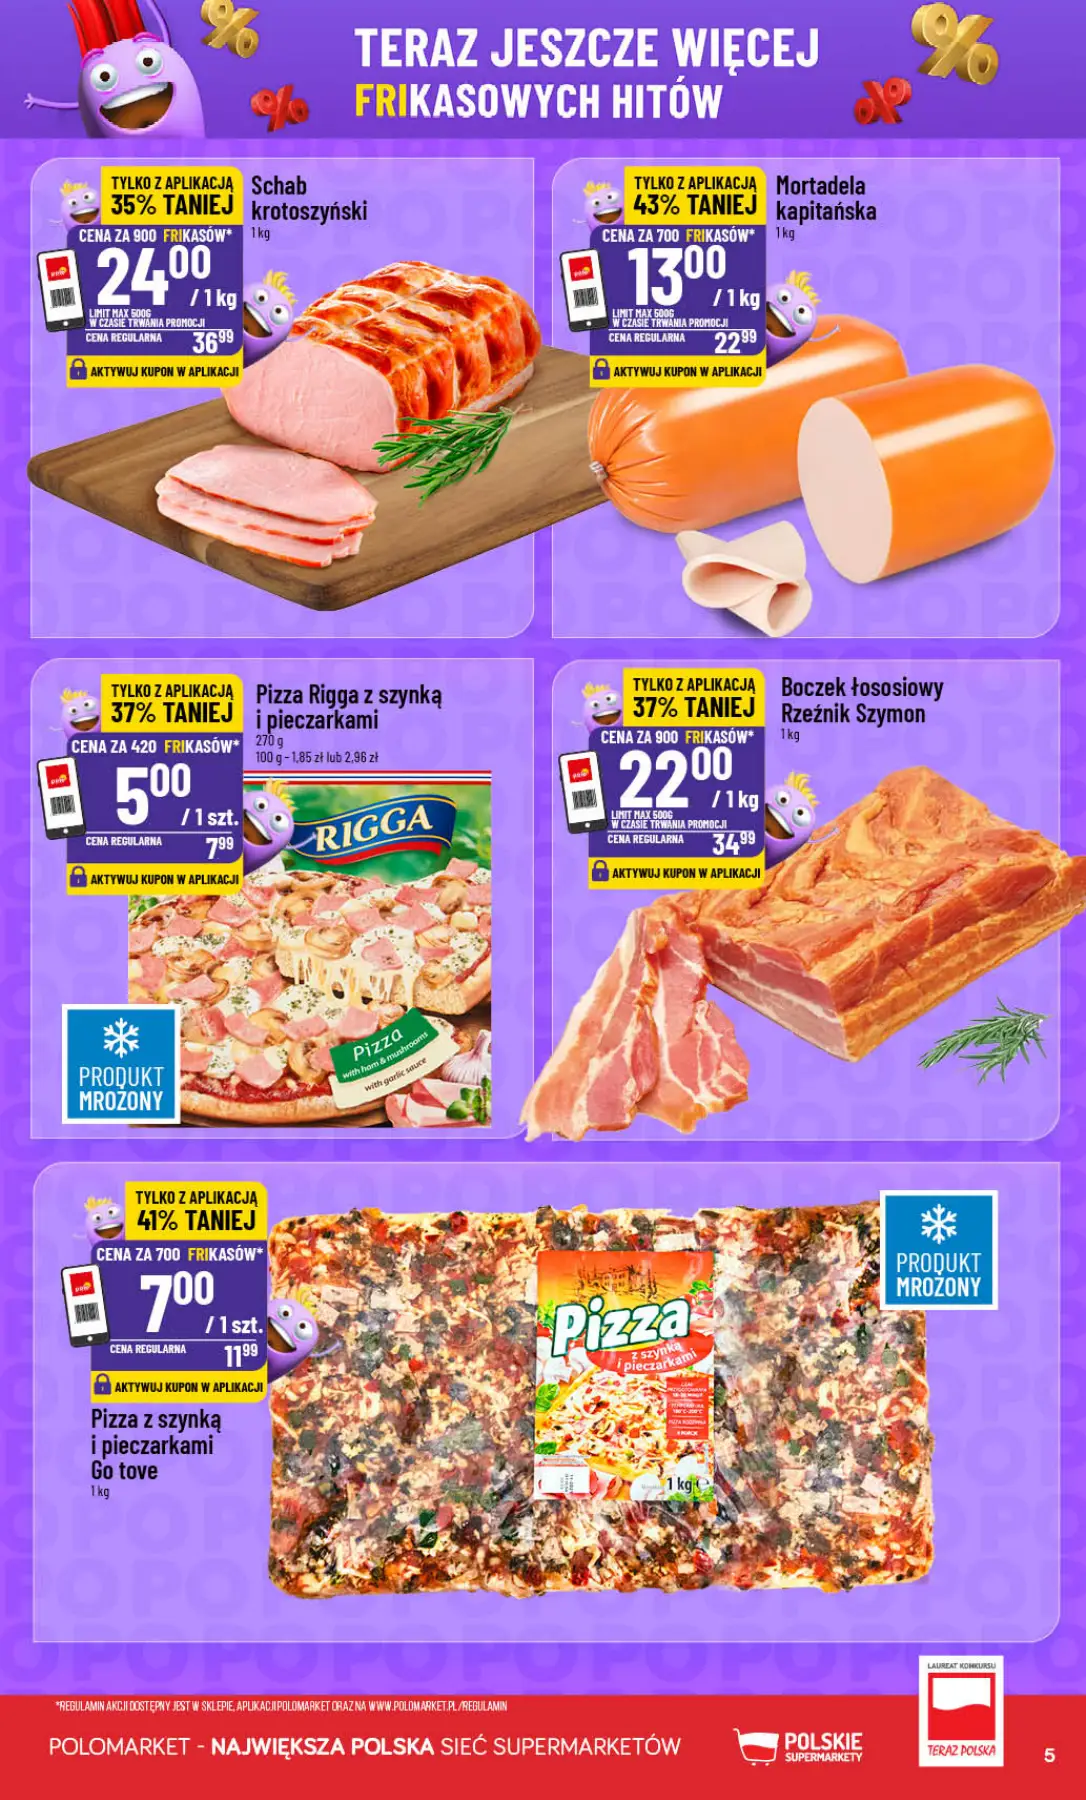 TERAZ JESZCZE WIĘCEJ
FRIKASOWYCH HITÓW
TYLKO Z APLIKACJĄ
35% TANIEJ
CENA ZA 900 FRIKASÓW*
24,00
/ 1 kg
LIMIT MAX 500G
W CZASIE TRWANIA PROMOCJI
CENA REGULARNA
36,99
AKTYWUJ KUPON W APLIKACJI
Schab
krotoszyński
1 kg
TYLKO Z APLIKACJĄ
43% TANIEJ
CENA ZA 700 FRIKASÓW*
13,00
/ 1 kg
LIMIT MAX 500G
W CZASIE TRWANIA PROMOCJI
CENA REGULARNA
22,99
AKTYWUJ KUPON W APLIKACJI
Mortadela
kapitańska
1 kg
TYLKO Z APLIKACJĄ
37% TANIEJ
CENA ZA 420 FRIKASÓW*
5,00
/ 1 szt.
CENA REGULARNA
7,99
AKTYWUJ KUPON W APLIKACJI
Pizza Rigga z szynką
i pieczarkami
270 g
100 g - 1,85 zł lub 2,96 zł
RIGGA
Pizza
with ham & mushrooms
with garlic sauce
PRODUKT
MROŻONY
TYLKO Z APLIKACJĄ
37% TANIEJ
CENA ZA 900 FRIKASÓW*
22,00
/ 1 kg
LIMIT MAX 500G
W CZASIE TRWANIA PROMOCJI
CENA REGULARNA
34,99
AKTYWUJ KUPON W APLIKACJI
Boczek łososiowy
Rzeźnik Szymon
1 kg
TYLKO Z APLIKACJĄ
41% TANIEJ
CENA ZA 700 FRIKASÓW*
7,00
/ 1 szt.
CENA REGULARNA
11,99
AKTYWUJ KUPON W APLIKACJI
Pizza z szynką
i pieczarkami
Go tove
1 kg
Pizza
z szynką
i pieczarkami
1 kg
PRODUKT
MROŻONY
LAUREAT KONKURSU
TERAZ POLSKA
*REGULAMIN AKCJI DOSTĘPNY JEST W SKLEPIE, APLIKACJI POLOMARKET ORAZ NA WWW.POLOMARKET.PL/REGULAMIN
POLOMARKET - NAJWIĘKSZA POLSKA SIEĆ SUPERMARKETÓW
POLSKIE
SUPERMARKETY
5